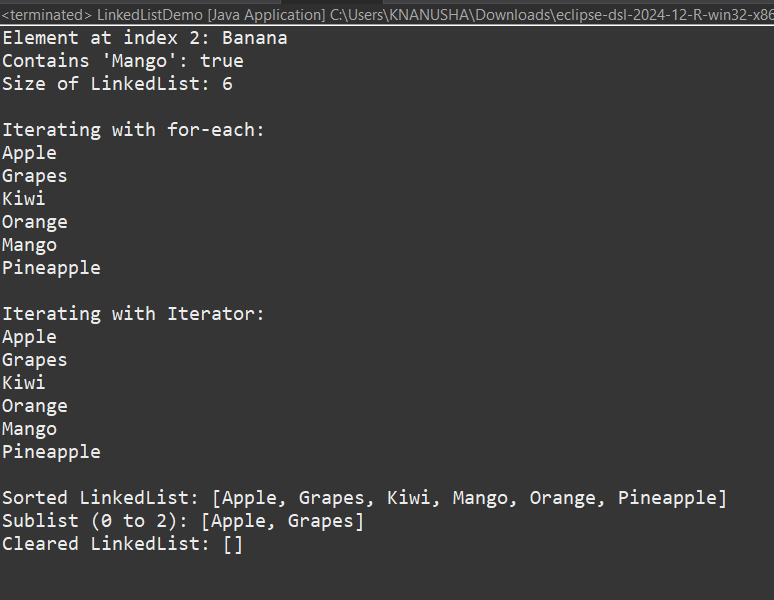 <terminated> LinkedListDemo [Java Application] C:\Users\KNANUSHA\Downloads\eclipse-dsl-2024-12-R-win32-x86
Element at index 2: Banana
Contains 'Mango': true
Size of LinkedList: 6
Iterating with for-each:
Apple
Grapes
Kiwi
Orange
Mango
Pineapple
Iterating with Iterator:
Apple
Grapes
Kiwi
Orange
Mango
Pineapple
Sorted LinkedList: [Apple, Grapes, Kiwi, Mango, Orange, Pineapple]
Sublist (0 to 2): [Apple, Grapes]
Cleared LinkedList: []